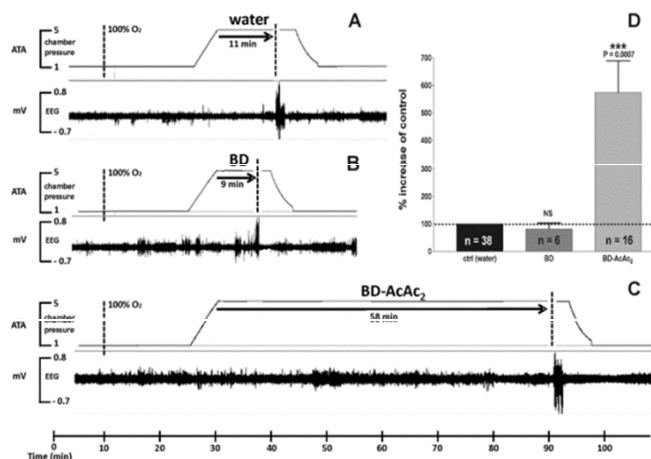 A
water
100% O₂
11 min
ATA
5
chamber
pressure
1
mV
0.8
EEG
- 0.7
B
BD
100% O₂
9 min
ATA
5
chamber
pressure
1
mV
0.8
EEG
- 0.7
C
BD-AcAc₂
100% O₂
58 min
ATA
5
chamber
pressure
1
mV
0.8
EEG
- 0.7
0 10 20 30 40 50 60 70 80 90 100
Time (min)
D
***
P = 0.0007
% increase of control
700
600
500
400
300
200
100
0
NS
n = 38
n = 6
n = 16
ctrl (water)
BD
BD-AcAc₂